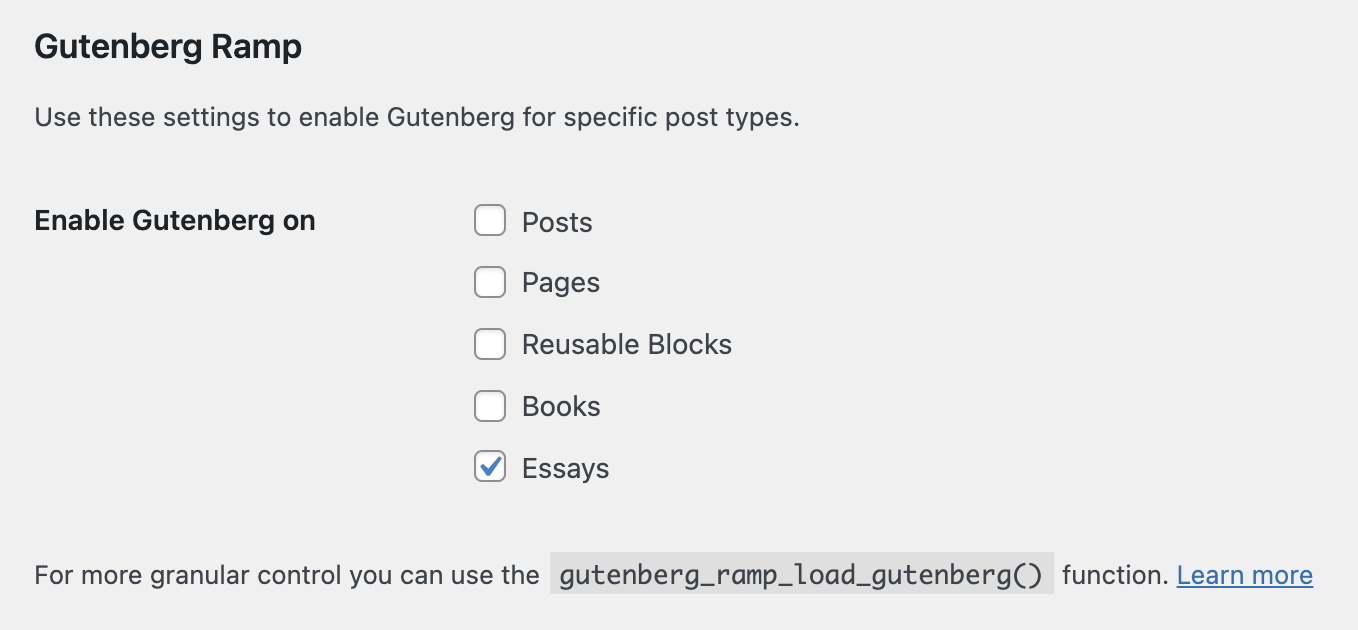 Gutenberg Ramp
Use these settings to enable Gutenberg for specific post types.
Enable Gutenberg on
Posts
Pages
Reusable Blocks
Books
Essays
For more granular control you can use the gutenberg_ramp_load_gutenberg() function. Learn more